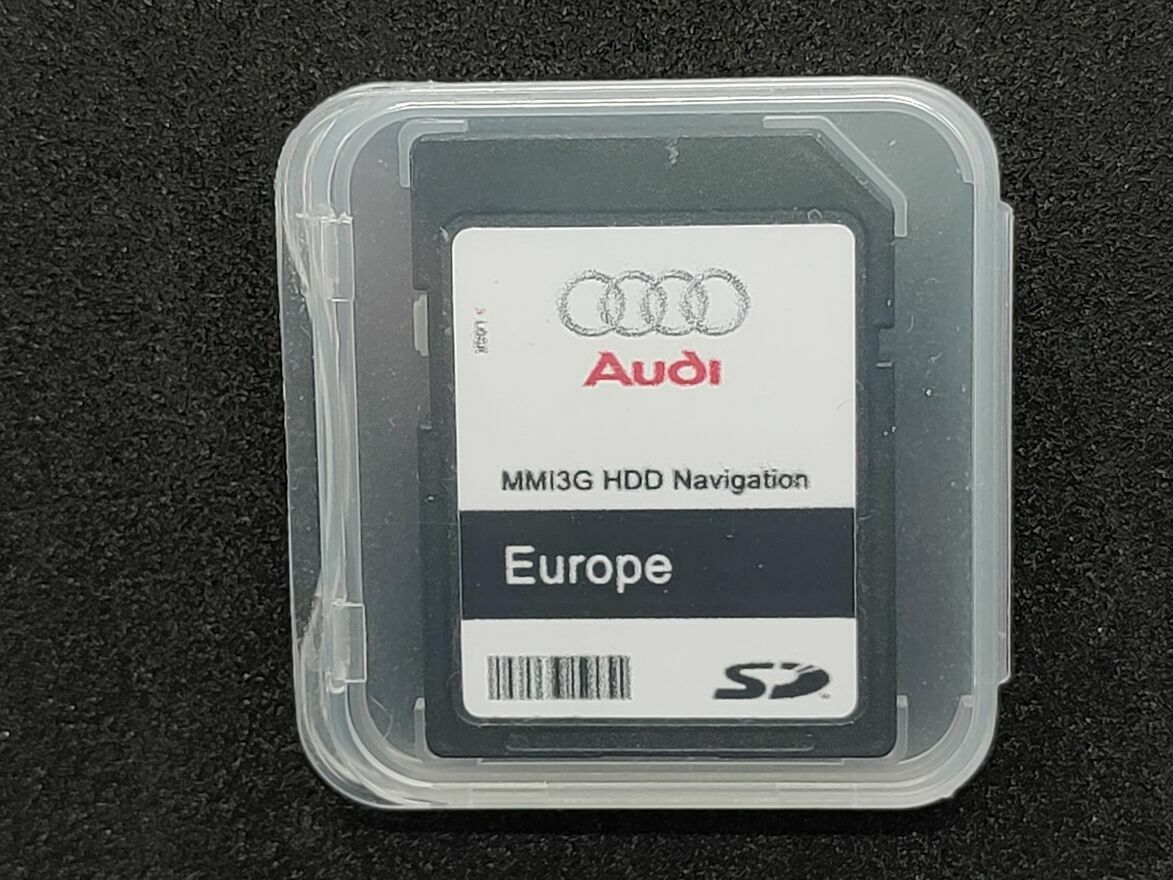 Audi
MMI3G HDD Navigation
Europe
SD